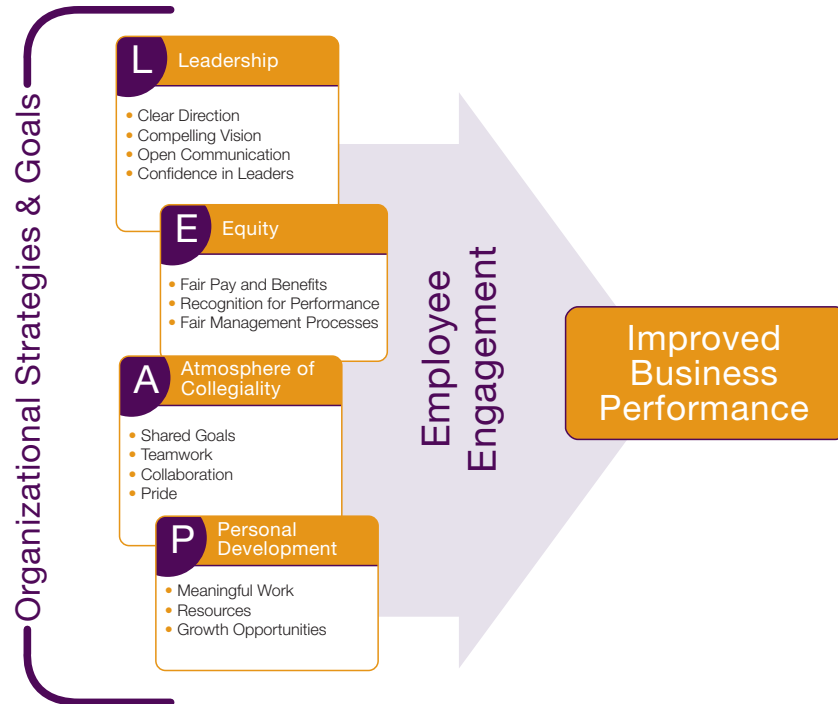 Organizational Strategies & Goals
L
Leadership
• Clear Direction
• Compelling Vision
• Open Communication
• Confidence in Leaders
E
Equity
• Fair Pay and Benefits
• Recognition for Performance
• Fair Management Processes
A
Atmosphere of
Collegiality
• Shared Goals
• Teamwork
• Collaboration
• Pride
P
Personal
Development
• Meaningful Work
• Resources
• Growth Opportunities
Employee
Engagement
Improved
Business
Performance